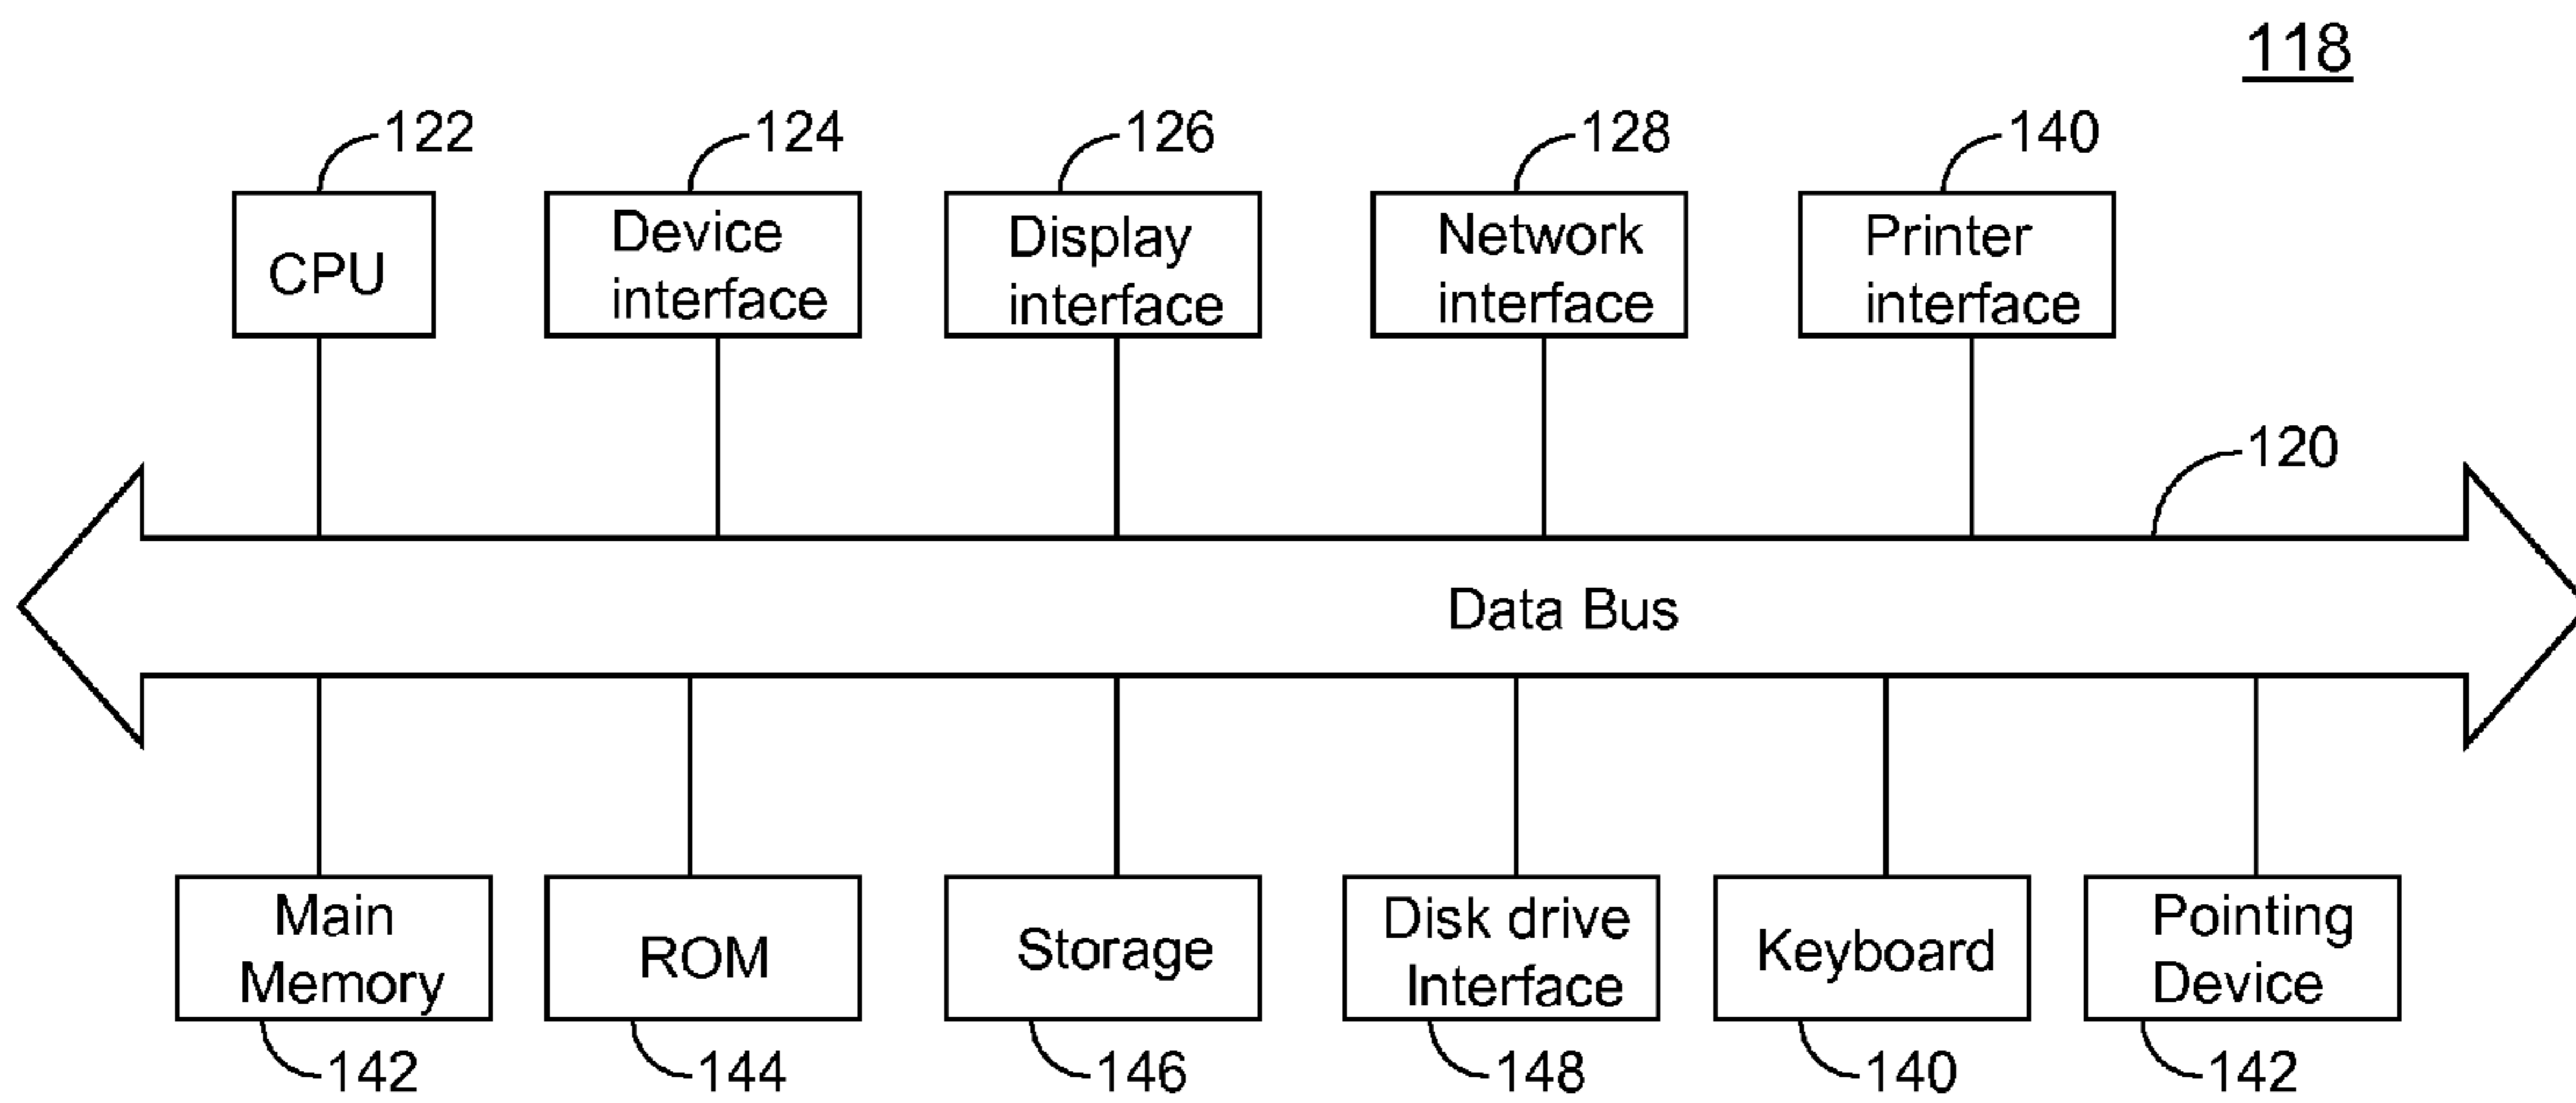 118
122
124
126
128
140
CPU
Device
interface
Display
interface
Network
interface
Printer
interface
120
Data Bus
Main
Memory
ROM
Storage
Disk drive
Interface
Keyboard
Pointing
Device
142
144
146
148
140
142